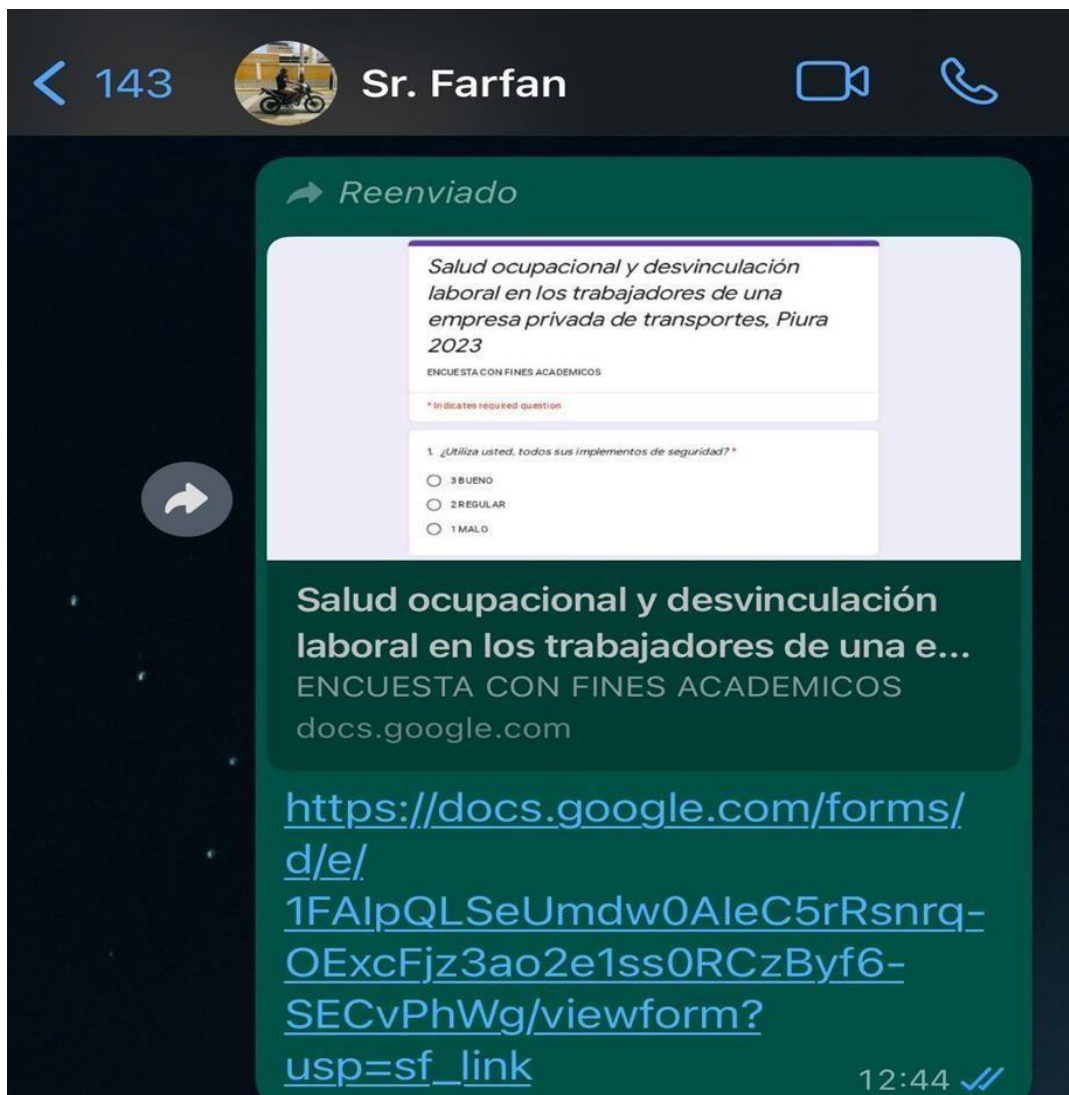 143
Sr. Farfan
Reenviado
Salud ocupacional y desvinculación
laboral en los trabajadores de una
empresa privada de transportes, Piura
2023
ENCUESTA CON FINES ACADEMICOS
* Indicates required question
1. ¿Utiliza usted, todos sus implementos de seguridad? *
3 BUENO
2 REGULAR
1 MALO
Salud ocupacional y desvinculación
laboral en los trabajadores de una e...
ENCUESTA CON FINES ACADEMICOS
docs.google.com
https://docs.google.com/forms/
d/e/
1FAIpQLSeUmdw0AIeC5rRsnrq-
OExcFjz3ao2e1ss0RCzByf6-
SECvPhWg/viewform?
usp=sf_link
12:44